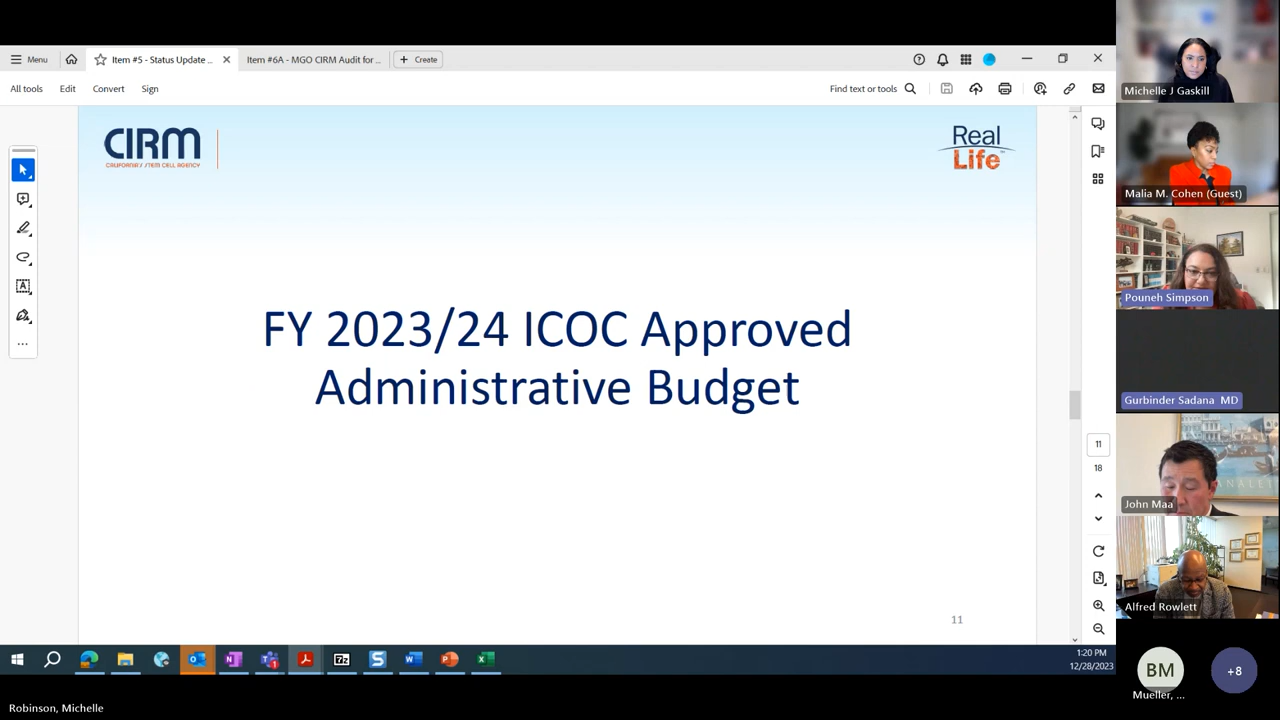 Menu
Item #5 - Status Update ...
Item #6A - MGO CIRM Audit for ...
+ Create
All tools
Edit
Convert
Sign
Find text or tools
CIRM
CALIFORNIA'S STEM CELL AGENCY
Real
Life
FY 2023/24 ICOC Approved
Administrative Budget
11
11
18
1:20 PM
12/28/2023
Michelle J Gaskill
Malia M. Cohen (Guest)
Pouneh Simpson
Gurbinder Sadana MD
John Maa
Alfred Rowlett
BM
Mueller, ...
+8
Robinson, Michelle